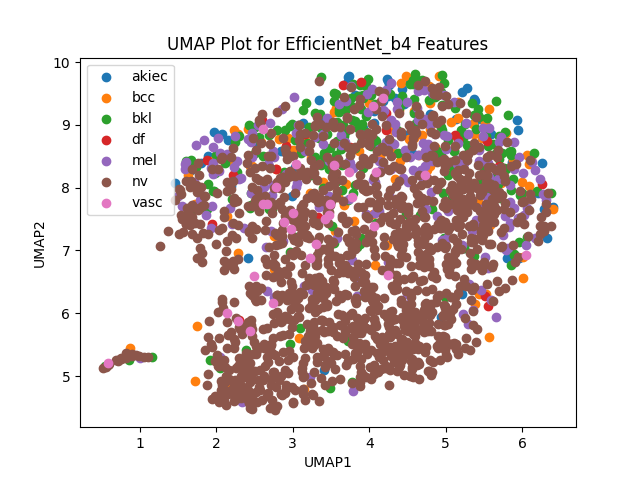 UMAP Plot for EfficientNet_b4 Features
akiec
bcc
bkl
df
mel
nv
vasc
10
9
8
7
6
5
UMAP2
1
2
3
4
5
6
UMAP1